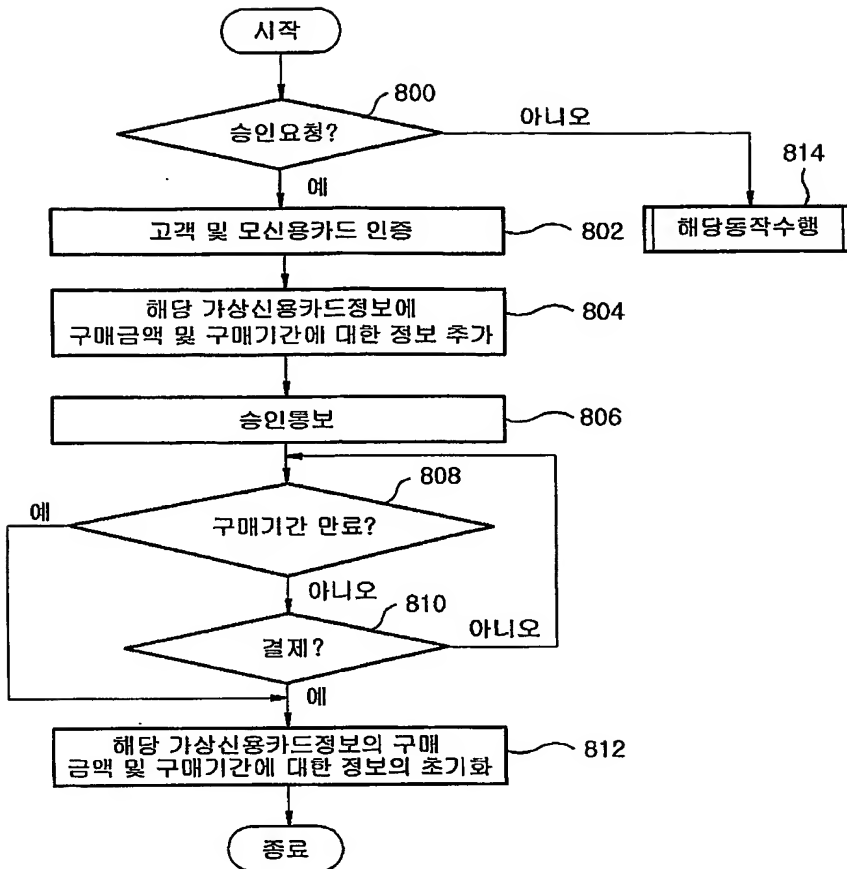 시작
800
승인요청?
아니오
예
814
해당동작수행
고객 및 모신용카드 인증
802
해당 가상신용카드정보에
구매금액 및 구매기간에 대한 정보 추가
804
승인통보
806
808
예
구매기간 만료?
아니오
810
아니오
결제?
예
해당 가상신용카드정보의 구매
금액 및 구매기간에 대한 정보의 초기화
812
종료